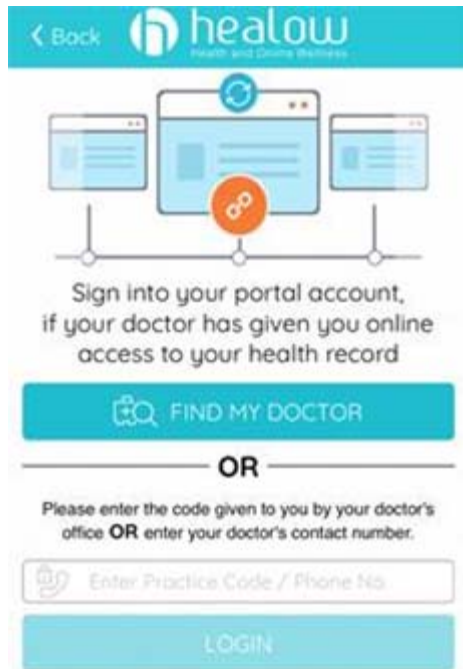 Back
healow
Health and Online Wellness
Sign into your portal account,
if your doctor has given you online
access to your health record
FIND MY DOCTOR
OR
Please enter the code given to you by your doctor's
office OR enter your doctor's contact number.
Enter Practice Code / Phone No.
LOGIN